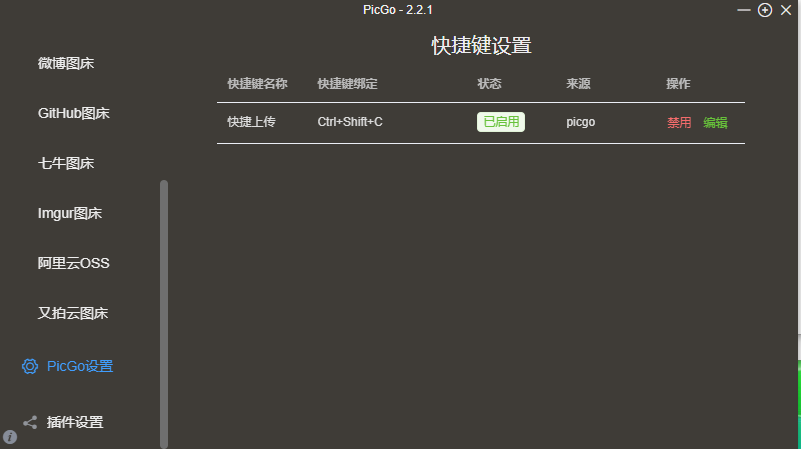 PicGo - 2.2.1
微博图床
GitHub图床
七牛图床
Imgur图床
阿里云OSS
又拍云图床
PicGo设置
插件设置
快捷键设置
快捷键名称 快捷键绑定 状态 来源 操作
快捷上传 Ctrl+Shift+C 已启用 picgo 禁用 编辑